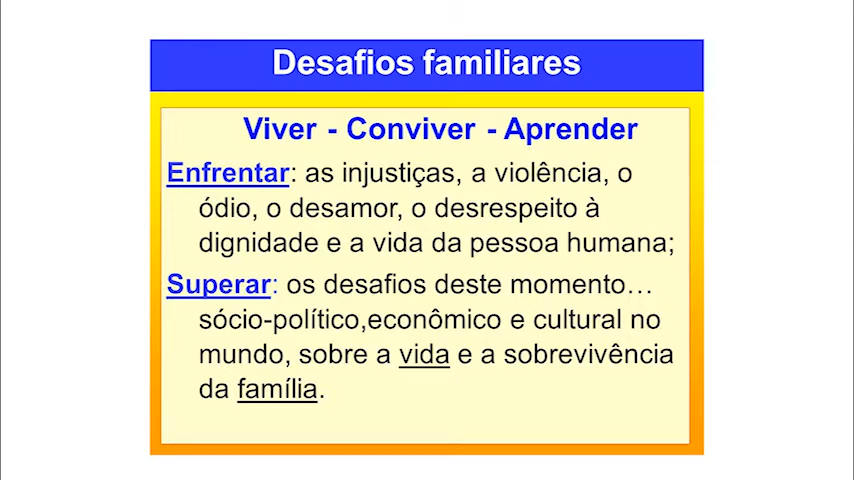 Desafios familiares
Viver - Conviver - Aprender
Enfrentar: as injustiças, a violência, o
ódio, o desamor, o desrespeito à
dignidade e a vida da pessoa humana;
Superar: os desafios deste momento…
sócio-político,econômico e cultural no
mundo, sobre a vida e a sobrevivência
da família.